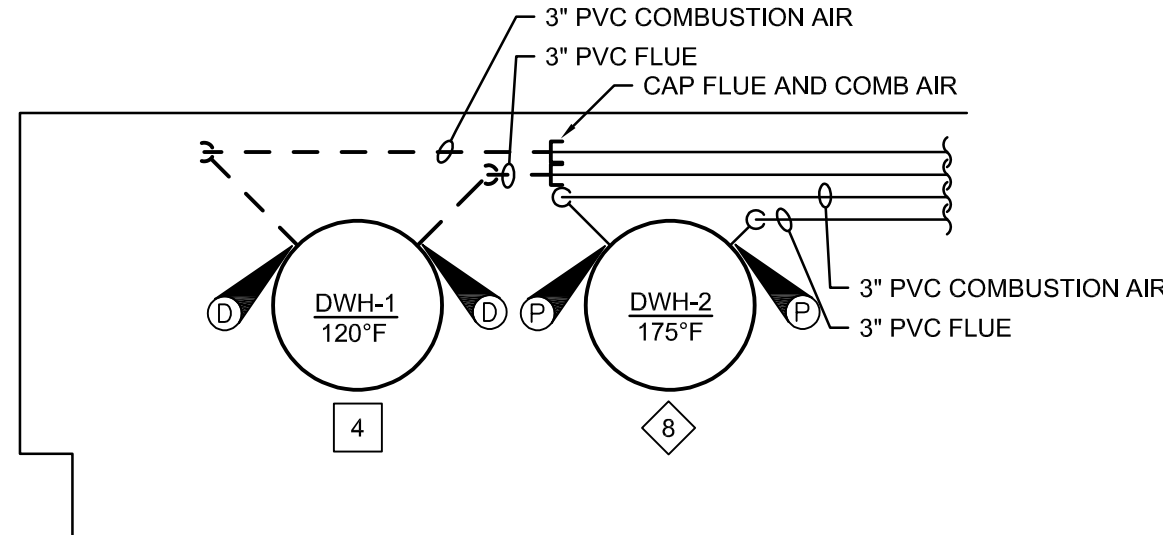 3" PVC COMBUSTION AIR
3" PVC FLUE
CAP FLUE AND COMB AIR
DWH-1
120°F
D
D
DWH-2
175°F
P
P
3" PVC COMBUSTION AIR
3" PVC FLUE
4
8